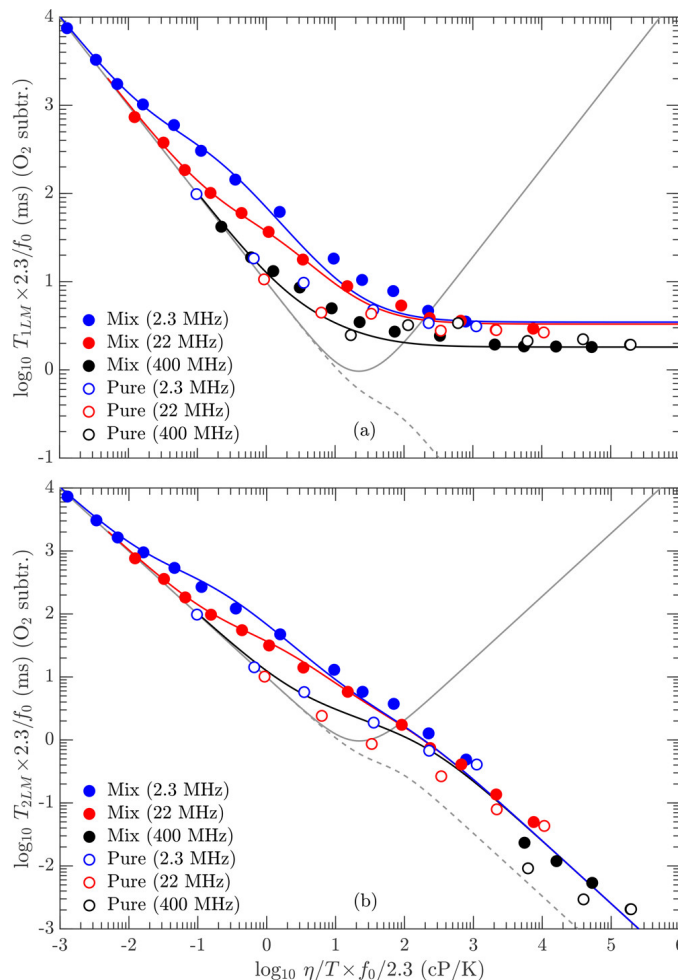 4
3
2
1
0
-1
log₁₀ T₁LM × 2.3/f₀ (ms) (O₂ subtr.)
Mix (2.3 MHz)
Mix (22 MHz)
Mix (400 MHz)
Pure (2.3 MHz)
Pure (22 MHz)
Pure (400 MHz)
(a)
4
3
2
1
0
-1
-2
-3
log₁₀ T₂LM × 2.3/f₀ (ms) (O₂ subtr.)
Mix (2.3 MHz)
Mix (22 MHz)
Mix (400 MHz)
Pure (2.3 MHz)
Pure (22 MHz)
Pure (400 MHz)
(b)
-3 -2 -1 0 1 2 3 4 5 6
log₁₀ η/T × f₀/2.3 (cP/K)